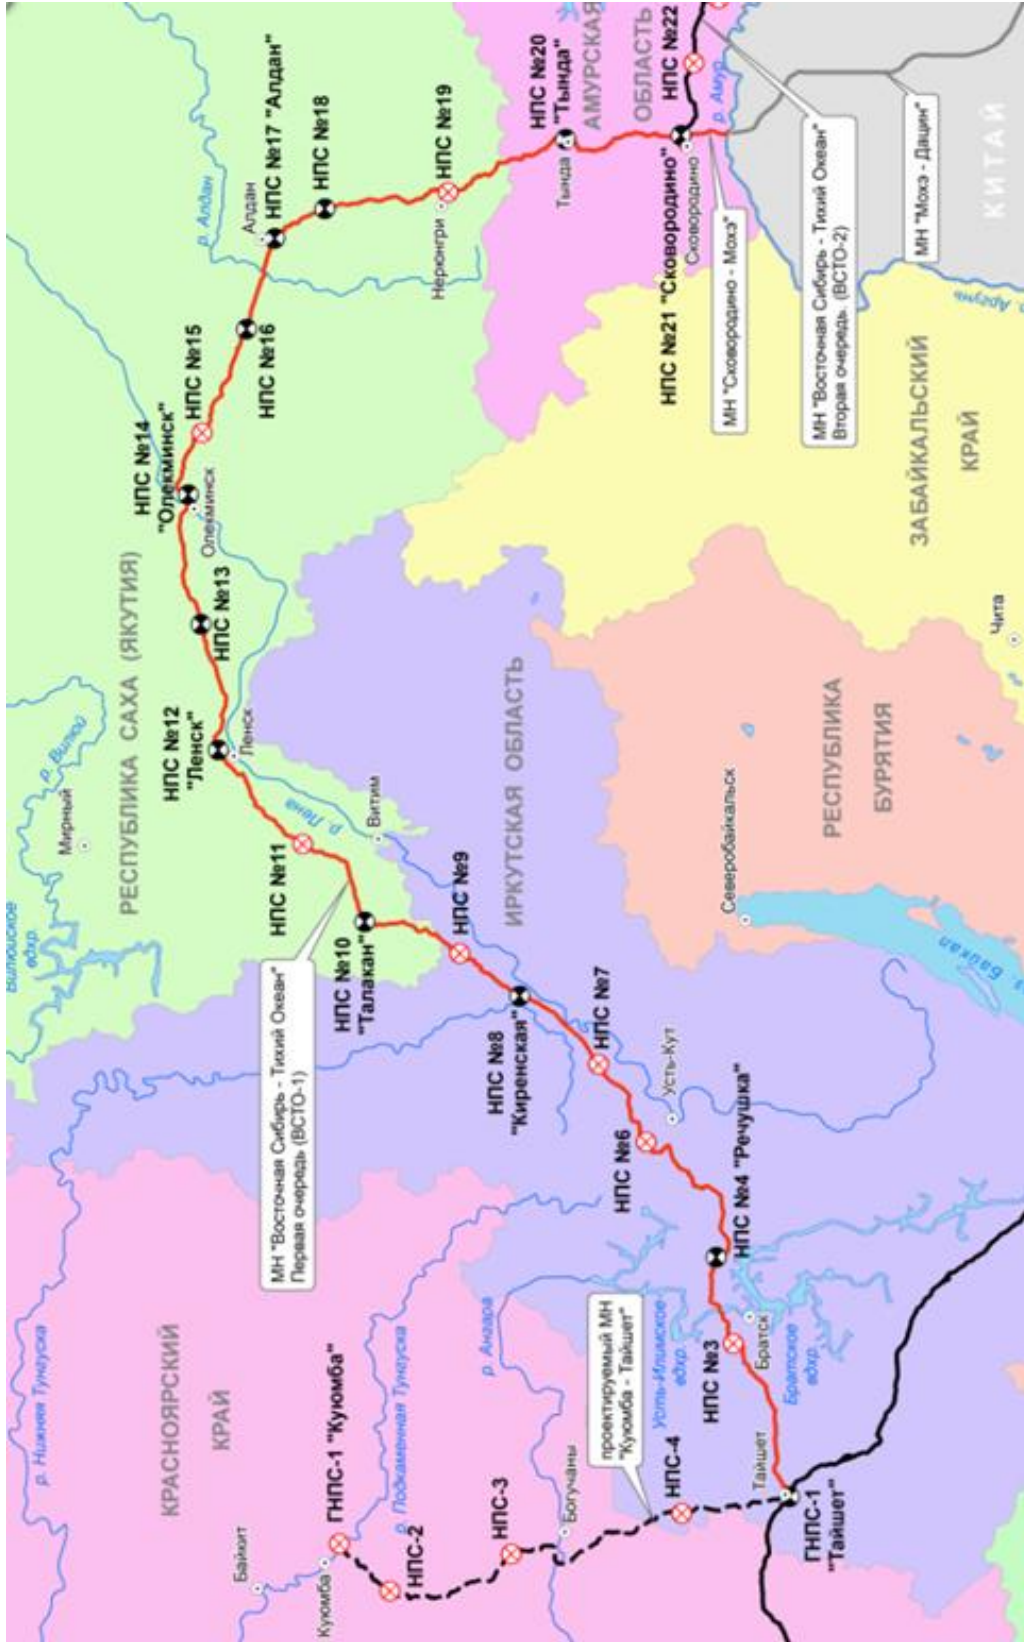 р. Нижняя Тунгуска
Вилюйское
вдхр.
р. Вилюй
Мирный
РЕСПУБЛИКА САХА (ЯКУТИЯ)
КРАСНОЯРСКИЙ
КРАЙ
Байкит
Куюмба
ГНПС-1 "Куюмба"
р. Подкаменная Тунгуска
НПС-2
НПС-3
Богучаны
р. Ангара
проектируемый МН
"Куюмба - Тайшет"
НПС-4
Тайшет
ГНПС-1
"Тайшет"
НПС №3
Усть-Илимское
вдхр.
Братск
Братское
вдхр.
НПС №4 "Речушка"
НПС №6
Усть-Кут
НПС №7
НПС №8
"Киренская"
НПС №9
МН "Восточная Сибирь - Тихий Океан"
Первая очередь (ВСТО-1)
НПС №10
"Талакан"
НПС №11
Витим
р. Лена
НПС №12
"Ленск"
Ленск
НПС №13
НПС №14
"Олекминск"
Олекминск
НПС №15
НПС №16
р. Алдан
Алдан
НПС №17 "Алдан"
НПС №18
Нерюнгри
НПС №19
НПС №20
"Тында"
Тында
АМУРСКАЯ
ОБЛАСТЬ
НПС №21 "Сковородино"
Сковородино
НПС №22
р. Амур
МН "Сковородино - Мохэ"
МН "Восточная Сибирь - Тихий Океан"
Вторая очередь. (ВСТО-2)
МН "Мохэ - Дацин"
КИТАЙ
р. Аргунь
ИРКУТСКАЯ ОБЛАСТЬ
Северобайкальск
РЕСПУБЛИКА
БУРЯТИЯ
з. Байкал
ЗАБАЙКАЛЬСКИЙ
КРАЙ
Чита